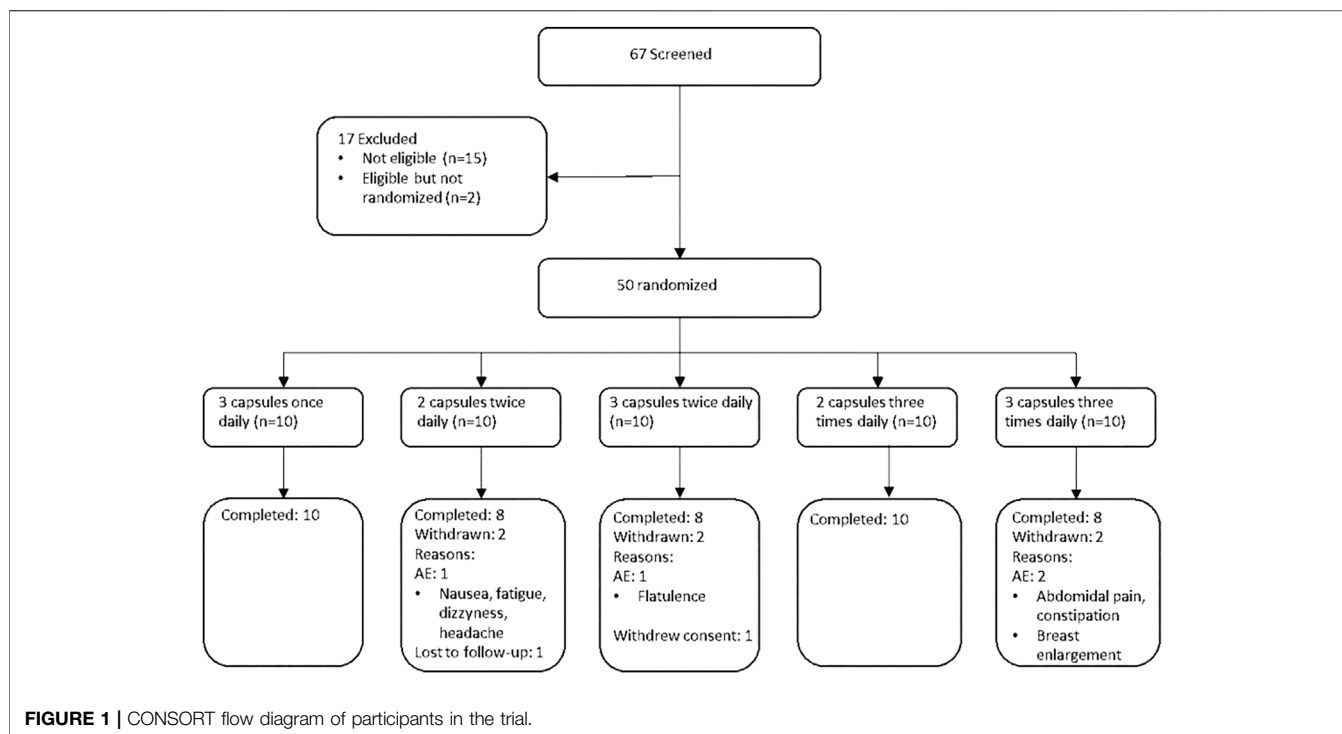 67 Screened
17 Excluded
• Not eligible (n=15)
• Eligible but not
randomized (n=2)
50 randomized
3 capsules once
daily (n=10)
2 capsules twice
daily (n=10)
3 capsules twice daily
(n=10)
2 capsules three
times daily (n=10)
3 capsules three
times daily (n=10)
Completed: 10
Completed: 8
Withdrawn: 2
Reasons:
AE: 1
• Nausea, fatigue,
dizzyness,
headache
Lost to follow-up: 1
Completed: 8
Withdrawn: 2
Reasons:
AE: 1
• Flatulence
Withdrew consent: 1
Completed: 10
Completed: 8
Withdrawn: 2
Reasons:
AE: 2
• Abdomidal pain,
constipation
• Breast
enlargement
FIGURE 1 | CONSORT flow diagram of participants in the trial.